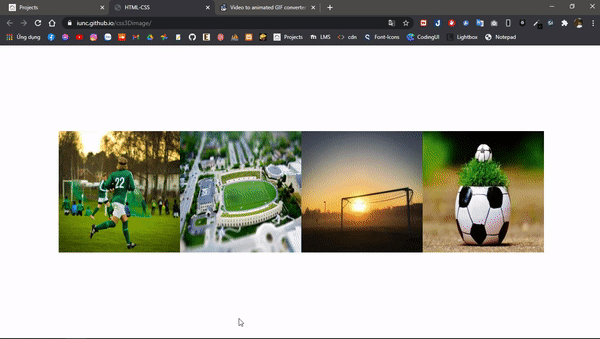 Projects
HTML-CSS
Video to animated GIF converter
iunc.github.io/css3Dimage/
Ứng dụng
Projects
LMS
cdn
Font-Icons
CodingUI
Lightbox
Notepad
22